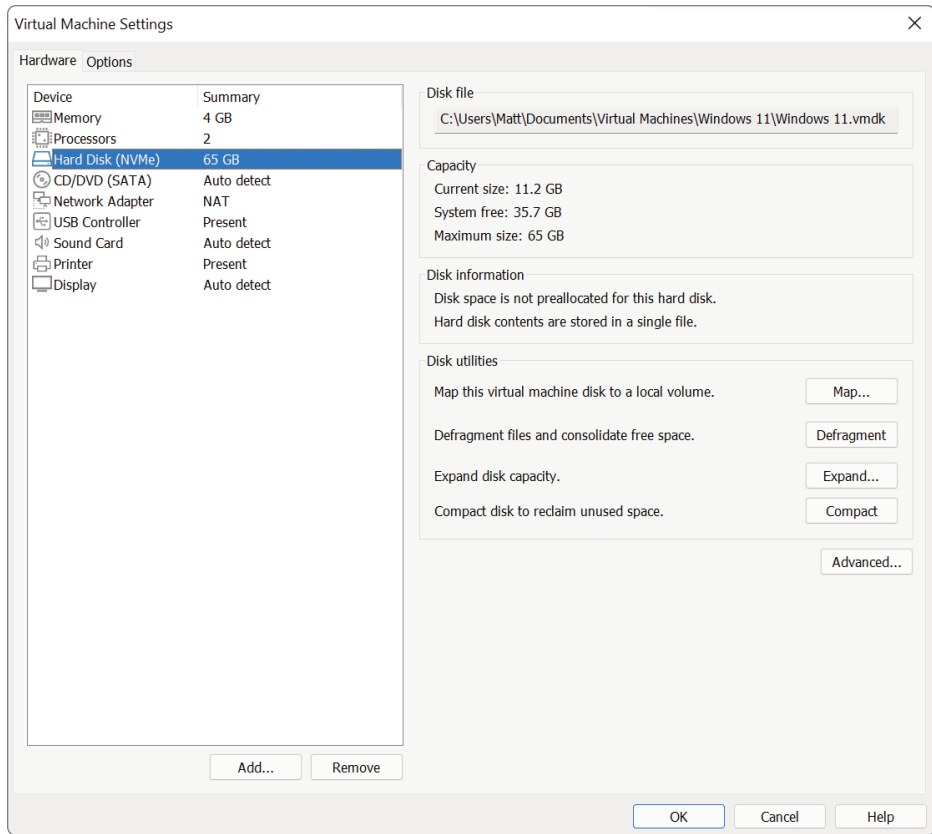 Virtual Machine Settings
Hardware Options
Device Summary
Memory 4 GB
Processors 2
Hard Disk (NVMe) 65 GB
CD/DVD (SATA) Auto detect
Network Adapter NAT
USB Controller Present
Sound Card Auto detect
Printer Present
Display Auto detect
Add... Remove
Disk file
C:\Users\Matt\Documents\Virtual Machines\Windows 11\Windows 11.vmdk
Capacity
Current size: 11.2 GB
System free: 35.7 GB
Maximum size: 65 GB
Disk information
Disk space is not preallocated for this hard disk.
Hard disk contents are stored in a single file.
Disk utilities
Map this virtual machine disk to a local volume. Map...
Defragment files and consolidate free space. Defragment
Expand disk capacity. Expand...
Compact disk to reclaim unused space. Compact
Advanced...
OK Cancel Help